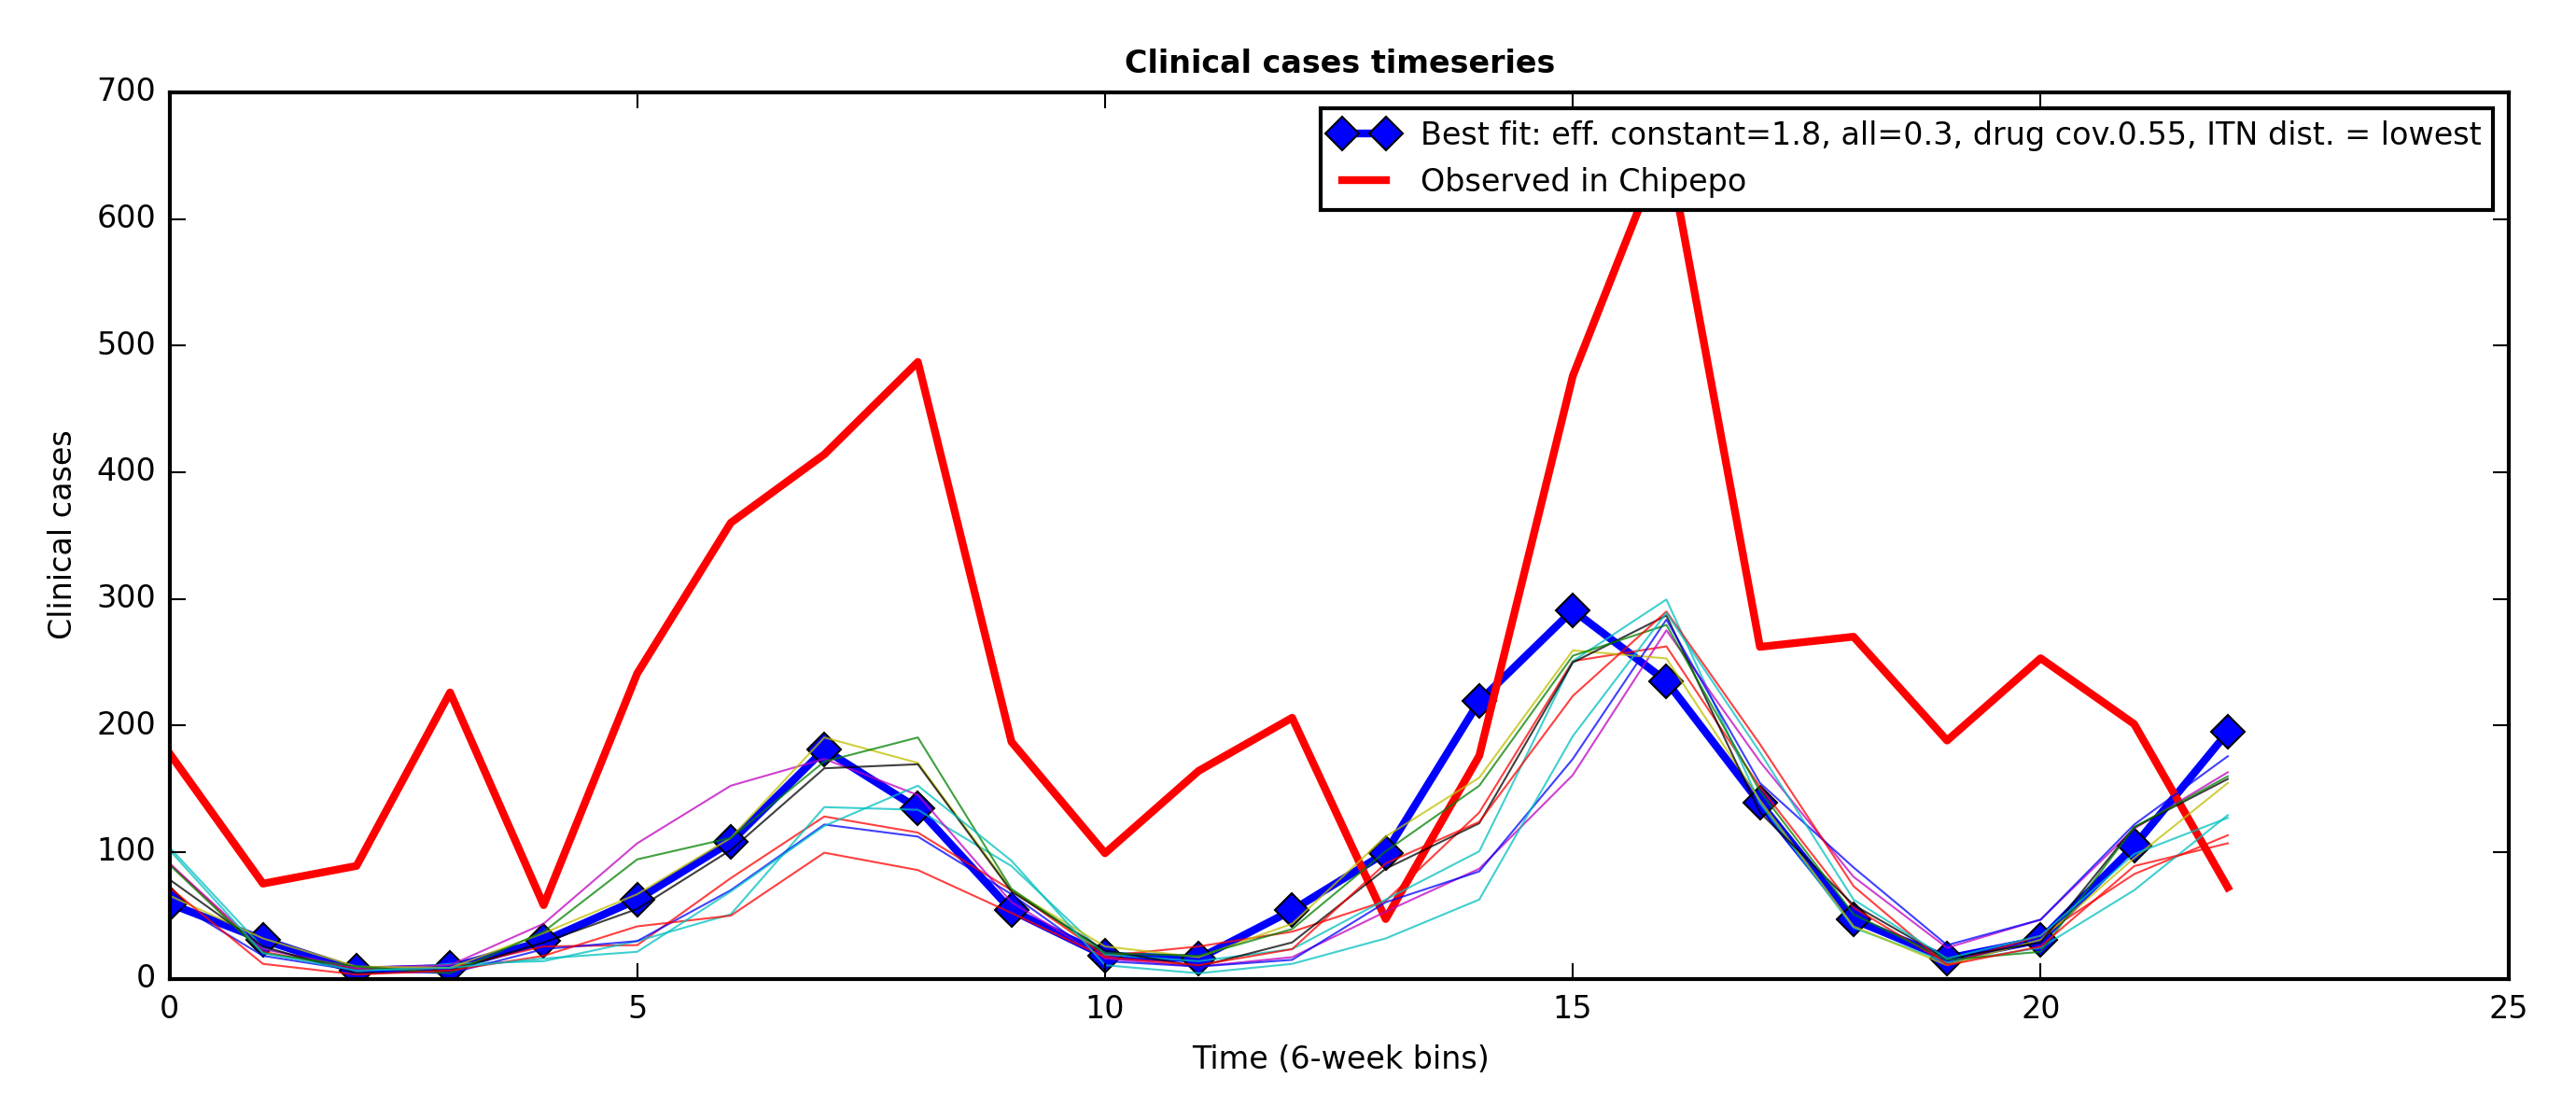 Clinical cases timeseries
700
600
500
400
300
200
100
0
Clinical cases
Best fit: eff. constant=1.8, all=0.3, drug cov.0.55, ITN dist. = lowest
Observed in Chipepo
0 5 10 15 20 25
Time (6-week bins)